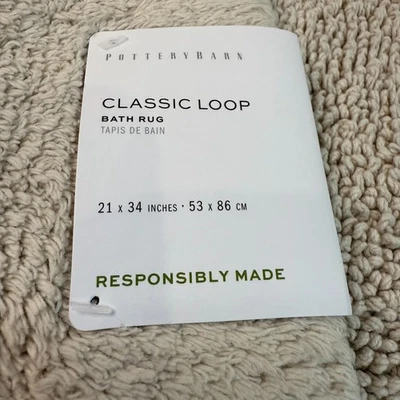 POTTERYBARN
CLASSIC LOOP
BATH RUG
TAPIS DE BAIN
21 x 34 INCHES · 53 x 86 CM
RESPONSIBLY MADE